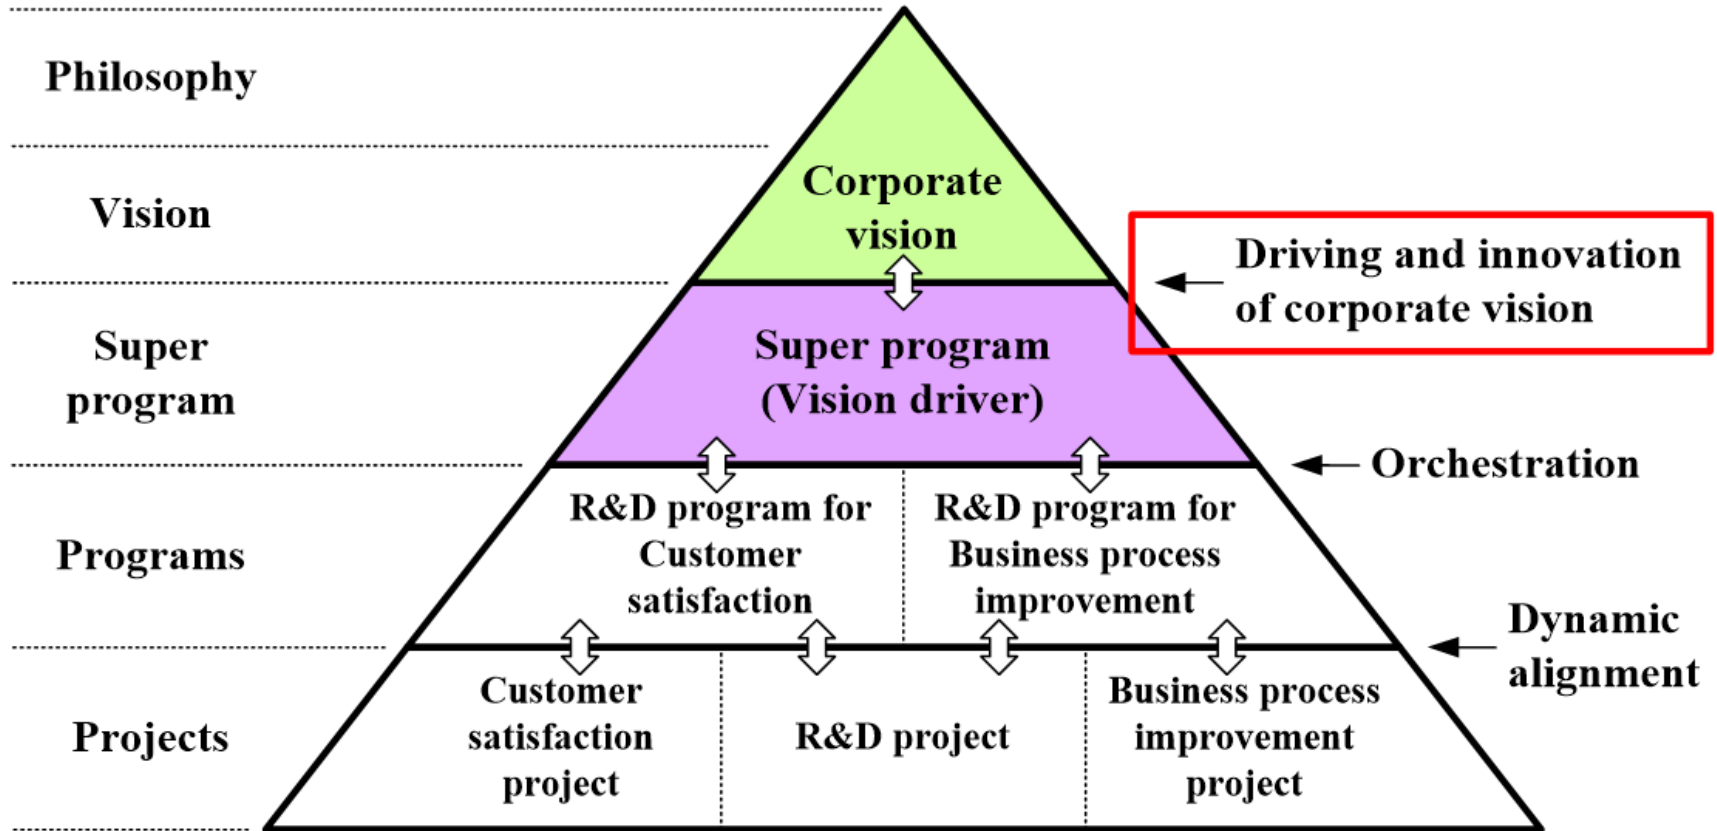 Philosophy
Vision
Corporate
vision
Driving and innovation
of corporate vision
Super
program
Super program
(Vision driver)
Orchestration
Programs
R&D program for
Customer
satisfaction
R&D program for
Business process
improvement
Dynamic
alignment
Projects
Customer
satisfaction
project
R&D project
Business process
improvement
project